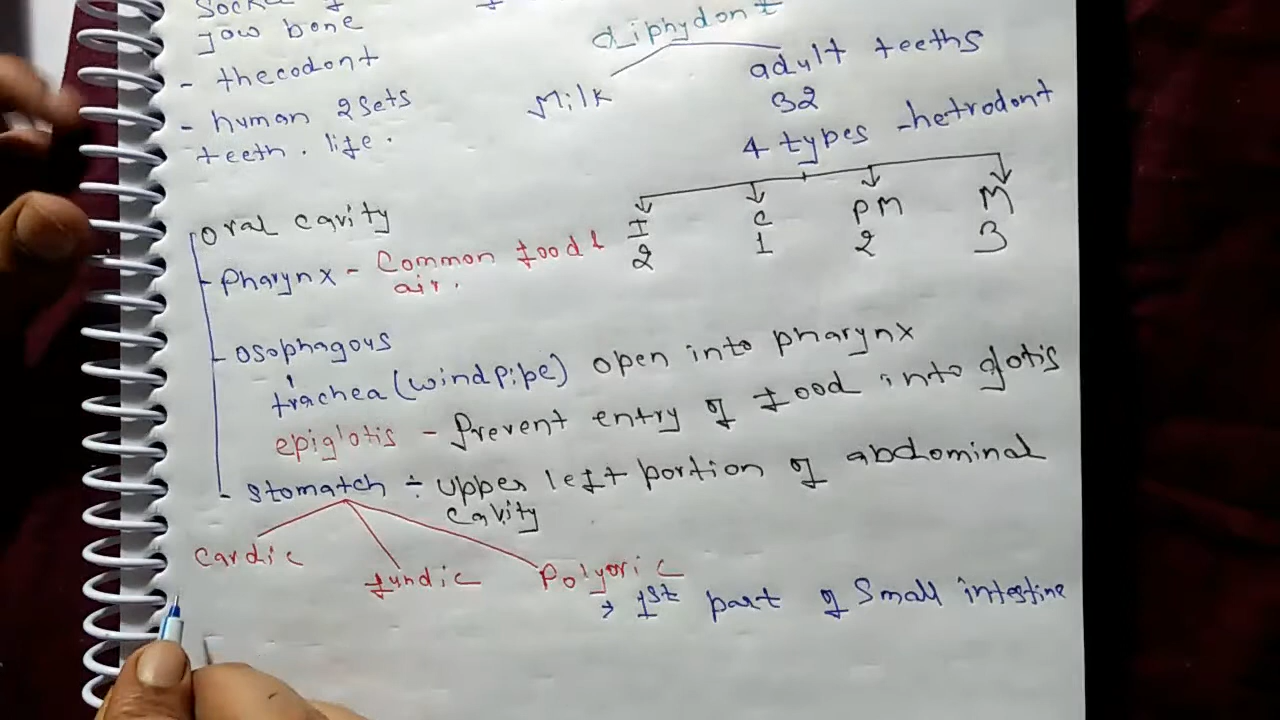 socket of
jaw bone
- thecodont
- human 2 sets
teeth. life.
diphydont
Milk
adult teeths
32
4 types - hetrodont
I C PM M
2 1 2 3
oral cavity
- Pharynx - Common food &
air.
- osophagous
trachea (windpipe) open into pharynx
epiglotis - Prevent entry of food into glotis
- stomatch ÷ upper left portion of abdominal
cavity
Cardic
fundic
Polyoric
→ 1st part of small intestine